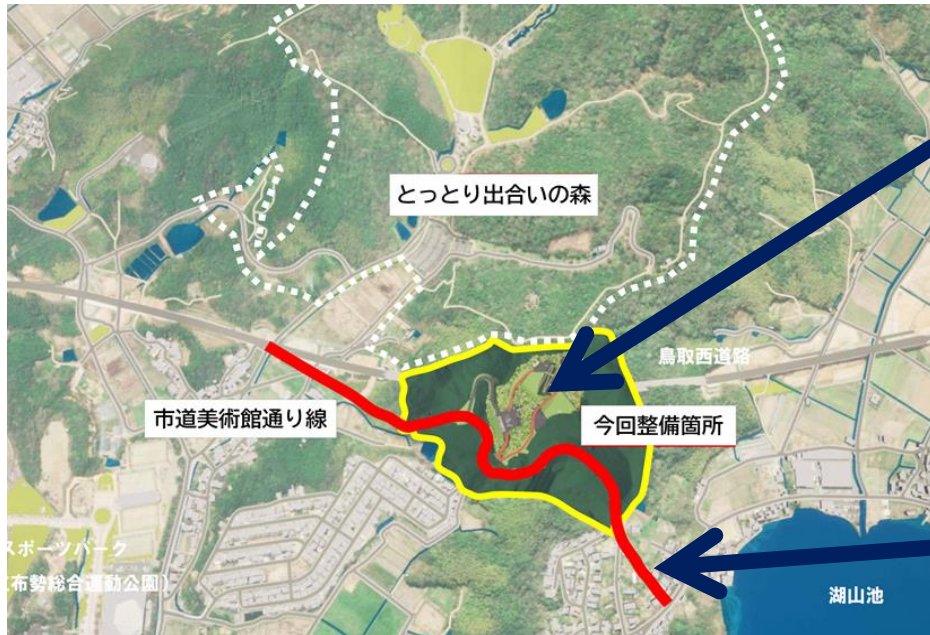 とっとり出合いの森
鳥取西道路
市道美術館通り線
今回整備箇所
スポーツパーク
布勢総合運動公園)
湖山池